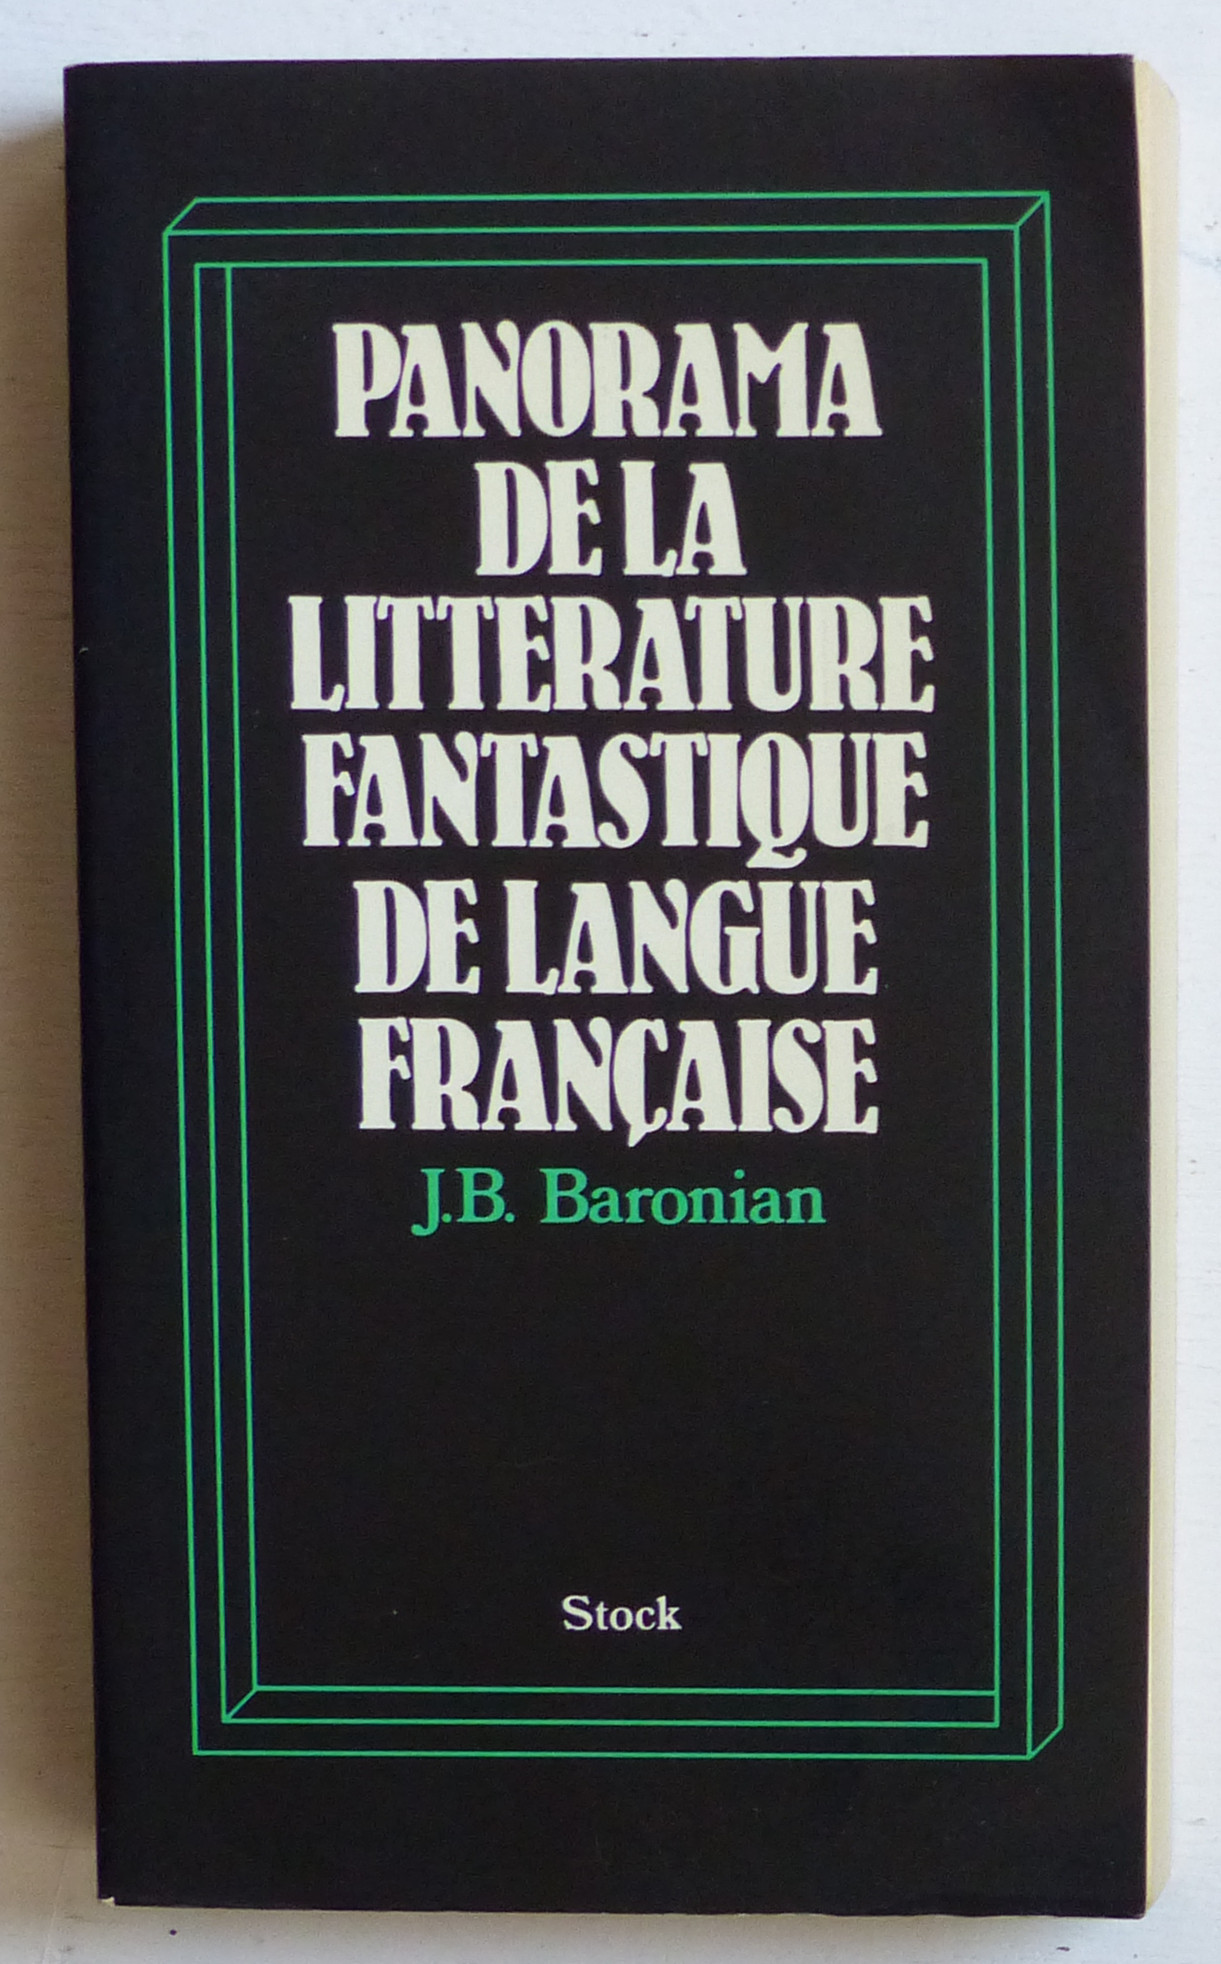 PANORAMA
DE LA
LITTERATURE
FANTASTIQUE
DE LANGUE
FRANÇAISE
J.B. Baronian
Stock